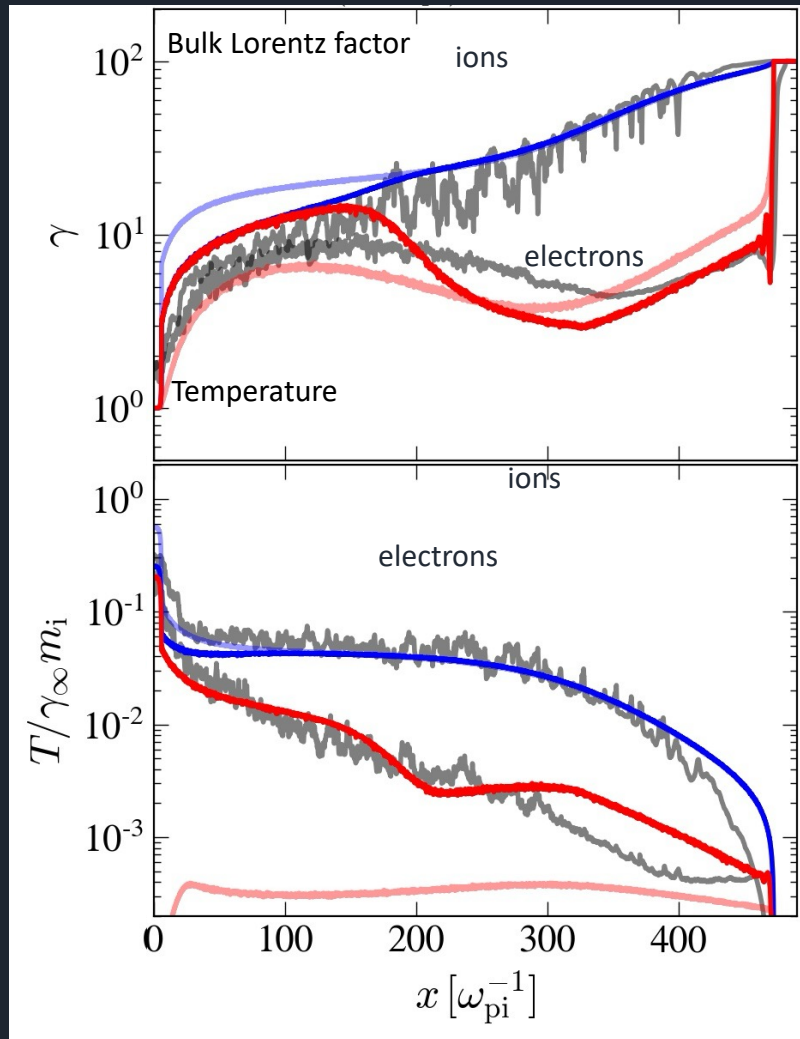 Bulk Lorentz factor
ions
10²
γ
10¹
electrons
10⁰
Temperature
ions
10⁰
electrons
10⁻¹
T/γ∞mᵢ
10⁻²
10⁻³
0 100 200 300 400
x [ωₚᵢ⁻¹]